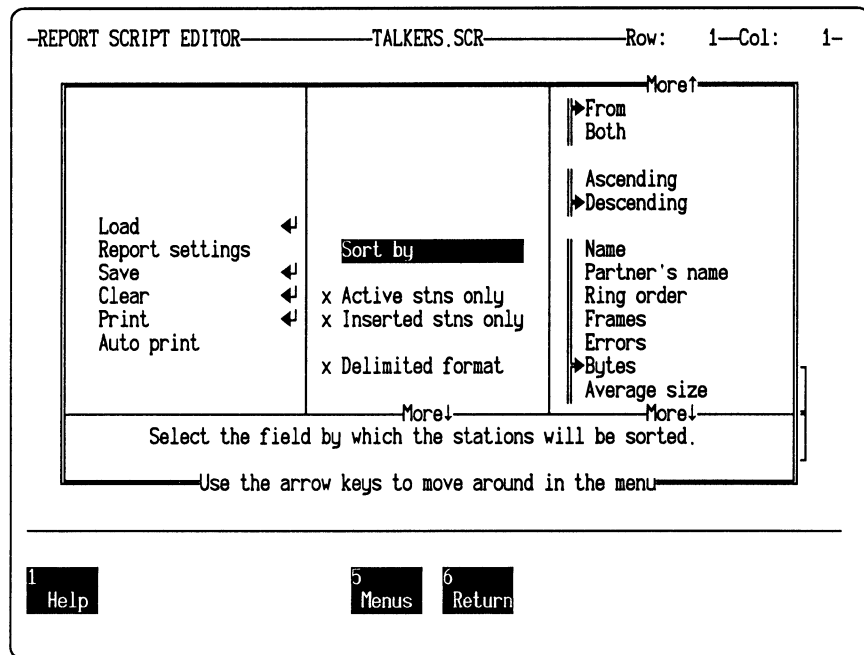 REPORT SCRIPT EDITOR TALKERS.SCR Row: 1 Col: 1
More↑
From
Both
Ascending
Descending
Load
Report settings
Save
Clear
Print
Auto print
Sort by
x Active stns only
x Inserted stns only
x Delimited format
Name
Partner's name
Ring order
Frames
Errors
Bytes
Average size
More↓ More↓
Select the field by which the stations will be sorted.
Use the arrow keys to move around in the menu
1 Help
5 Menus
6 Return